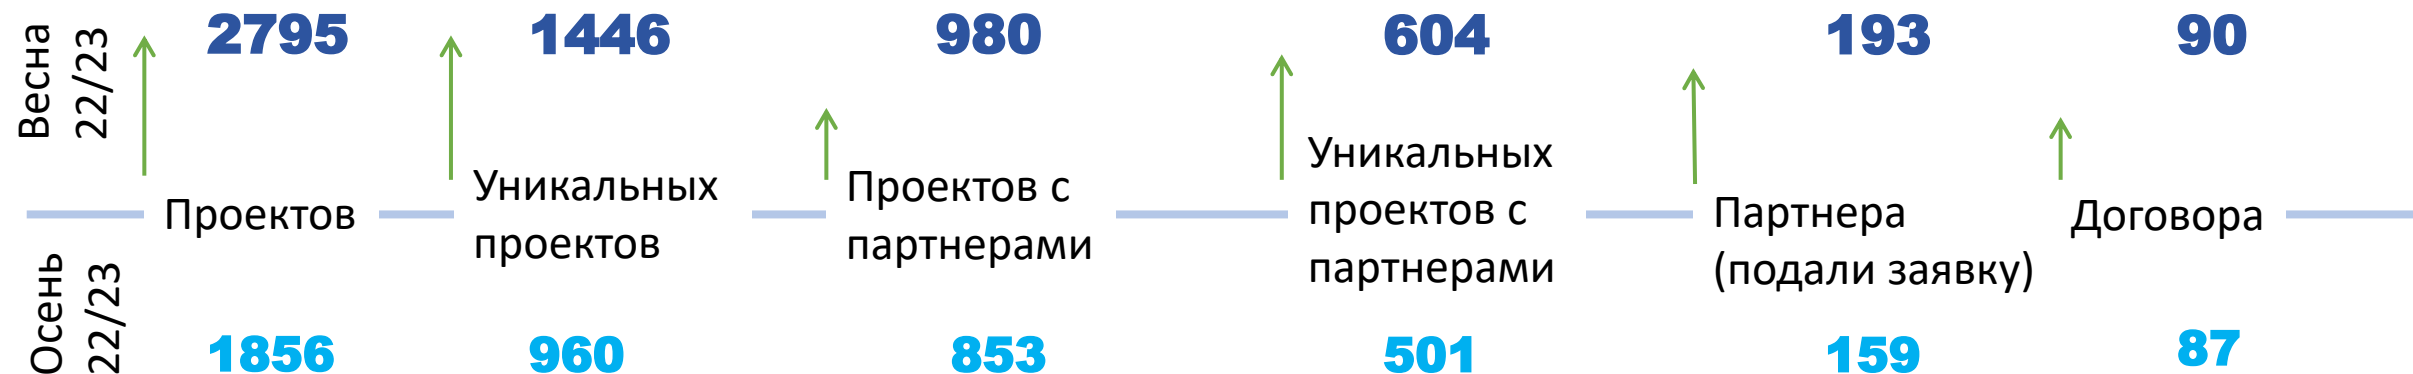 Весна
22/23
2795
1446
980
604
193
90
Проектов
Уникальных
проектов
Проектов с
партнерами
Уникальных
проектов с
партнерами
Партнера
(подали заявку)
Договора
Осень
22/23
1856
960
853
501
159
87